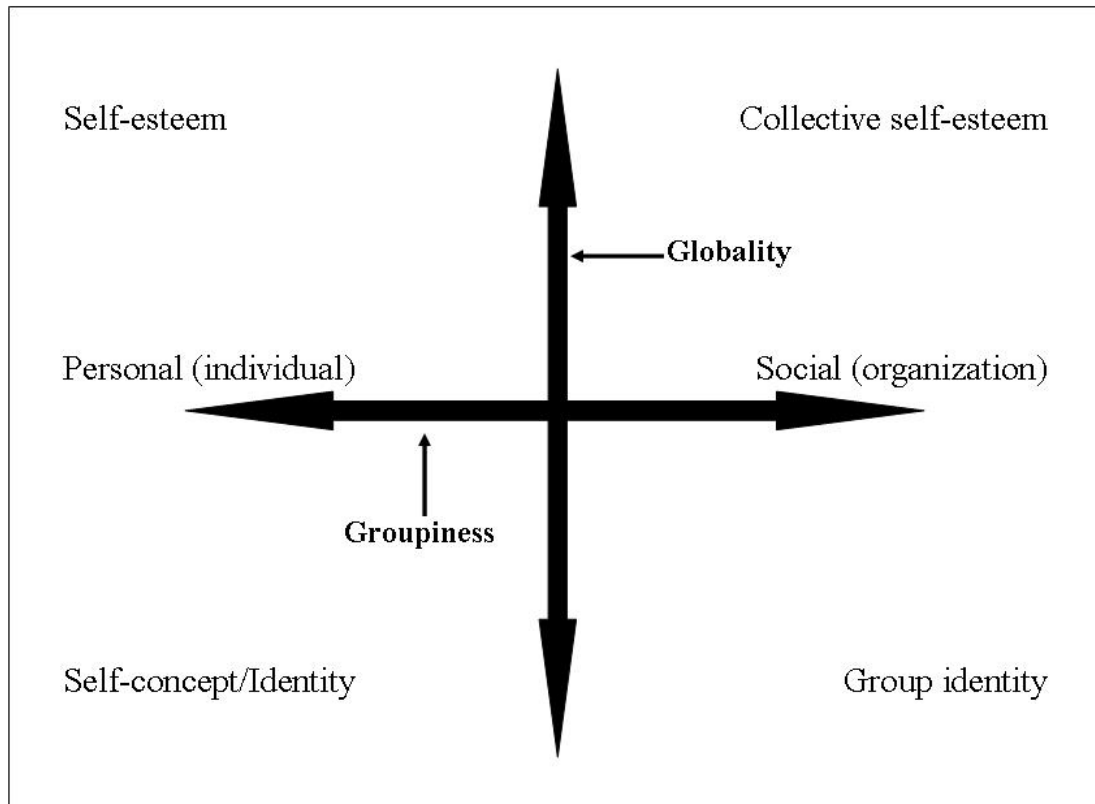 Self-esteem
Collective self-esteem
Globality
Personal (individual)
Social (organization)
Groupiness
Self-concept/Identity
Group identity